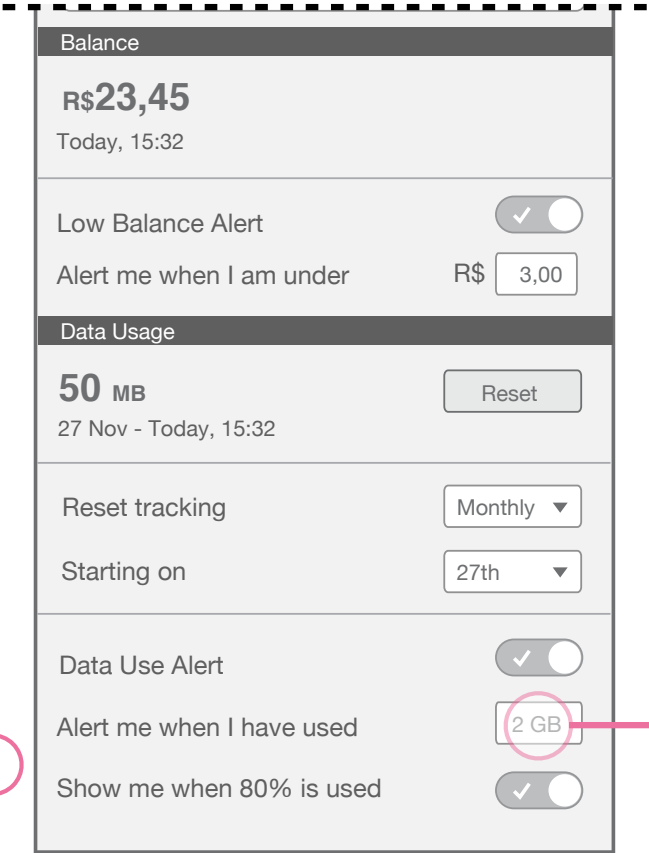 Balance
R$23,45
Today, 15:32
Low Balance Alert
Alert me when I am under R$ 3,00
Data Usage
50 MB Reset
27 Nov - Today, 15:32
Reset tracking Monthly
Starting on 27th
Data Use Alert
Alert me when I have used 2 GB
Show me when 80% is used